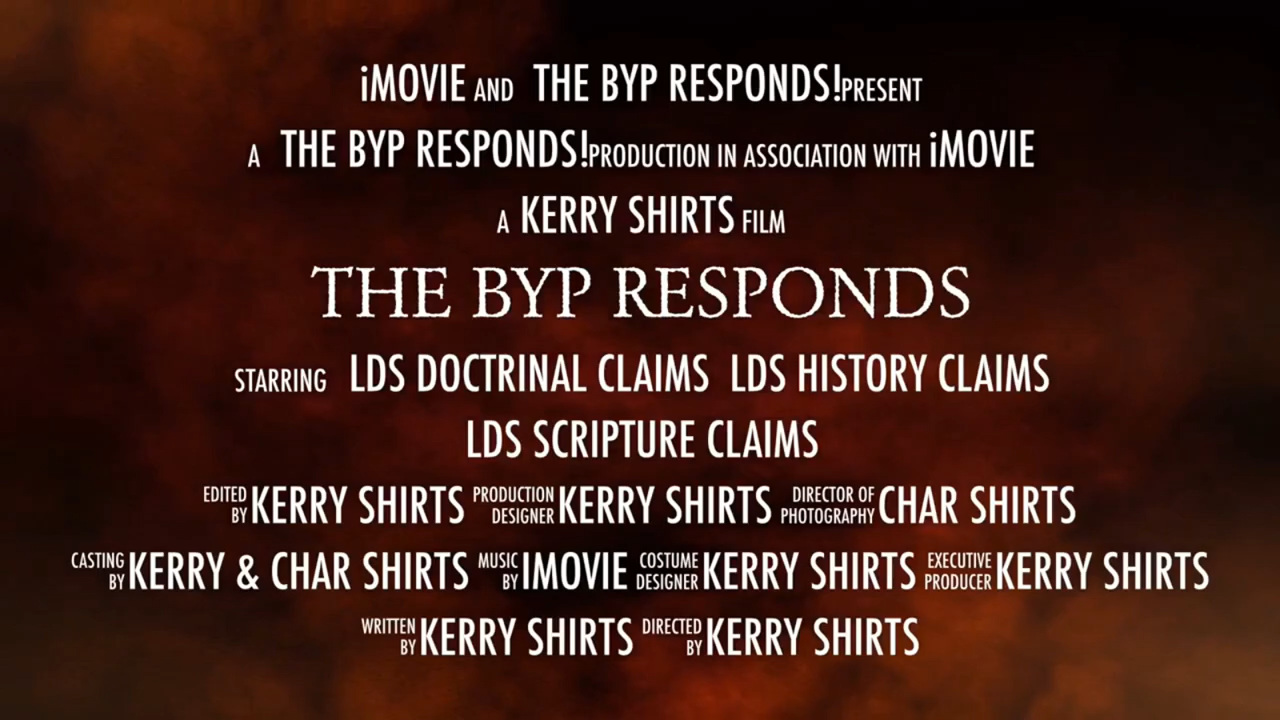 iMOVIE AND THE BYP RESPONDS!PRESENT
A THE BYP RESPONDS!PRODUCTION IN ASSOCIATION WITH iMOVIE
A KERRY SHIRTS FILM
THE BYP RESPONDS
STARRING LDS DOCTRINAL CLAIMS LDS HISTORY CLAIMS
LDS SCRIPTURE CLAIMS
EDITED BY KERRY SHIRTS PRODUCTION DESIGNER KERRY SHIRTS DIRECTOR OF PHOTOGRAPHY CHAR SHIRTS
CASTING BY KERRY & CHAR SHIRTS MUSIC BY IMOVIE COSTUME DESIGNER KERRY SHIRTS EXECUTIVE PRODUCER KERRY SHIRTS
WRITTEN BY KERRY SHIRTS DIRECTED BY KERRY SHIRTS